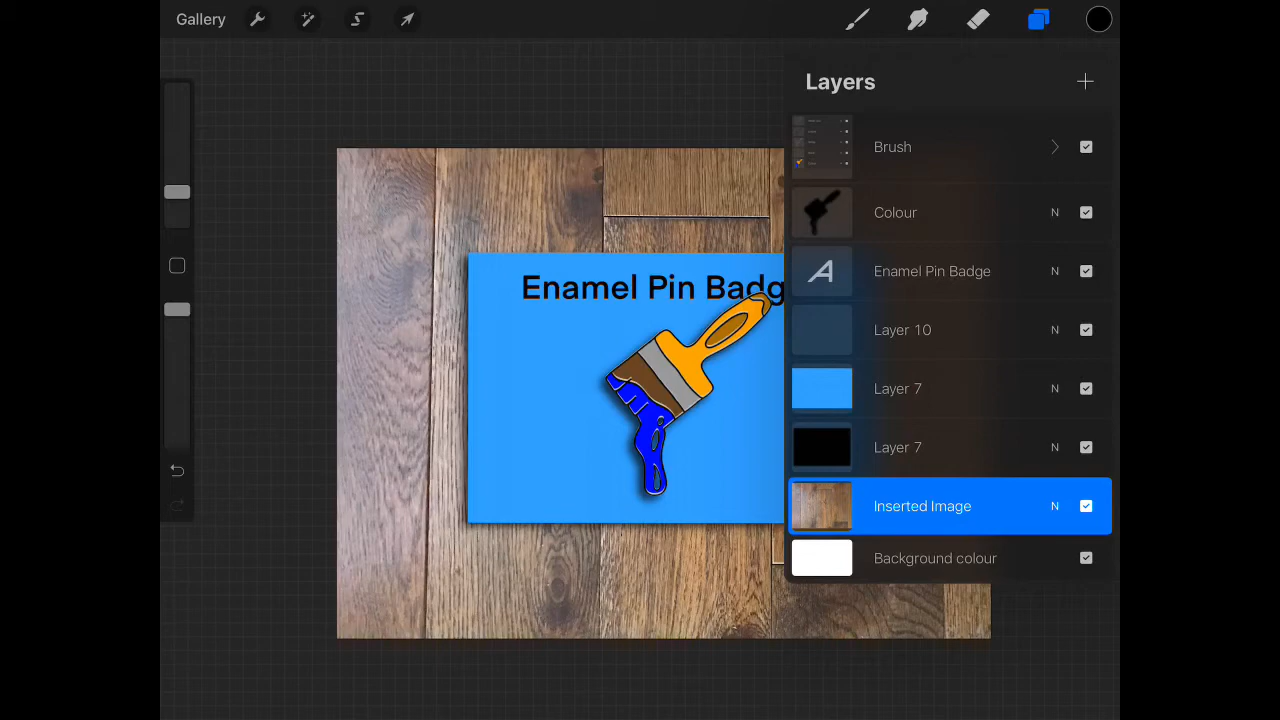 Gallery
Layers
Brush
Colour N
Enamel Pin Badge N
Layer 10 N
Layer 7 N
Layer 7 N
Inserted Image N
Background colour
Enamel Pin Badg